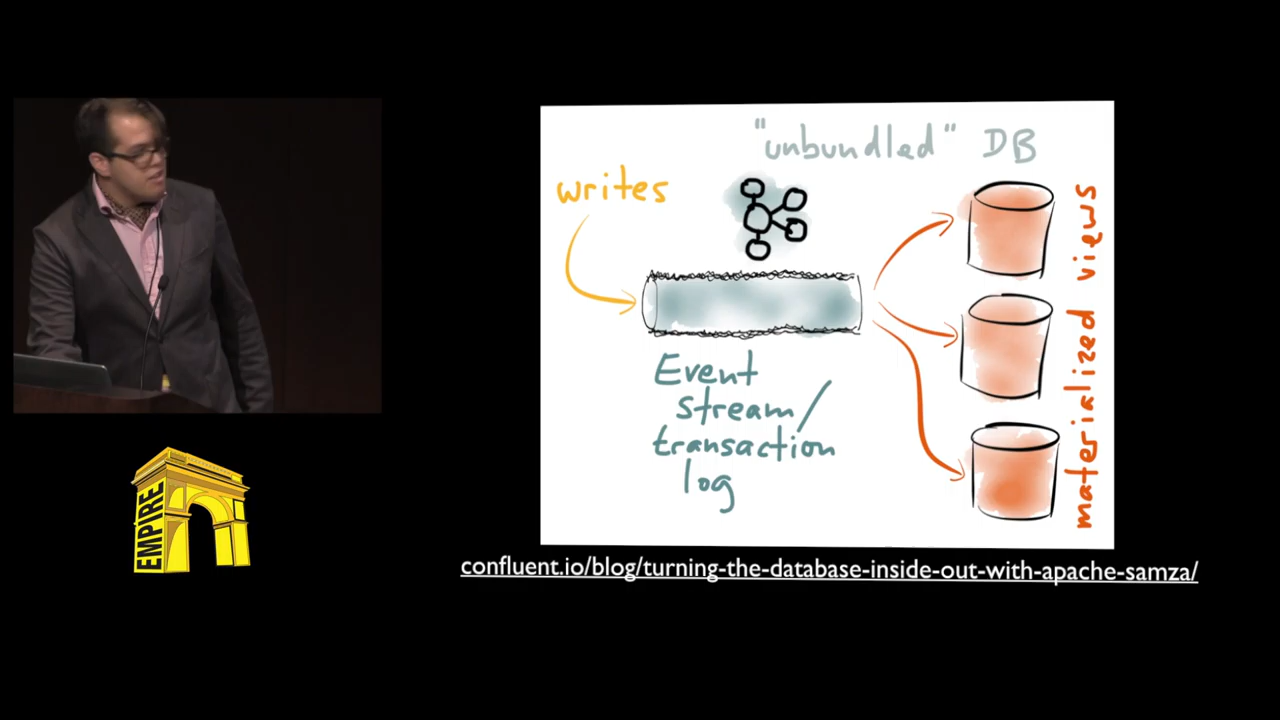 "unbundled" DB
writes
Event
stream/
transaction
log
materialized views
EMPIRE
confluent.io/blog/turning-the-database-inside-out-with-apache-samza/